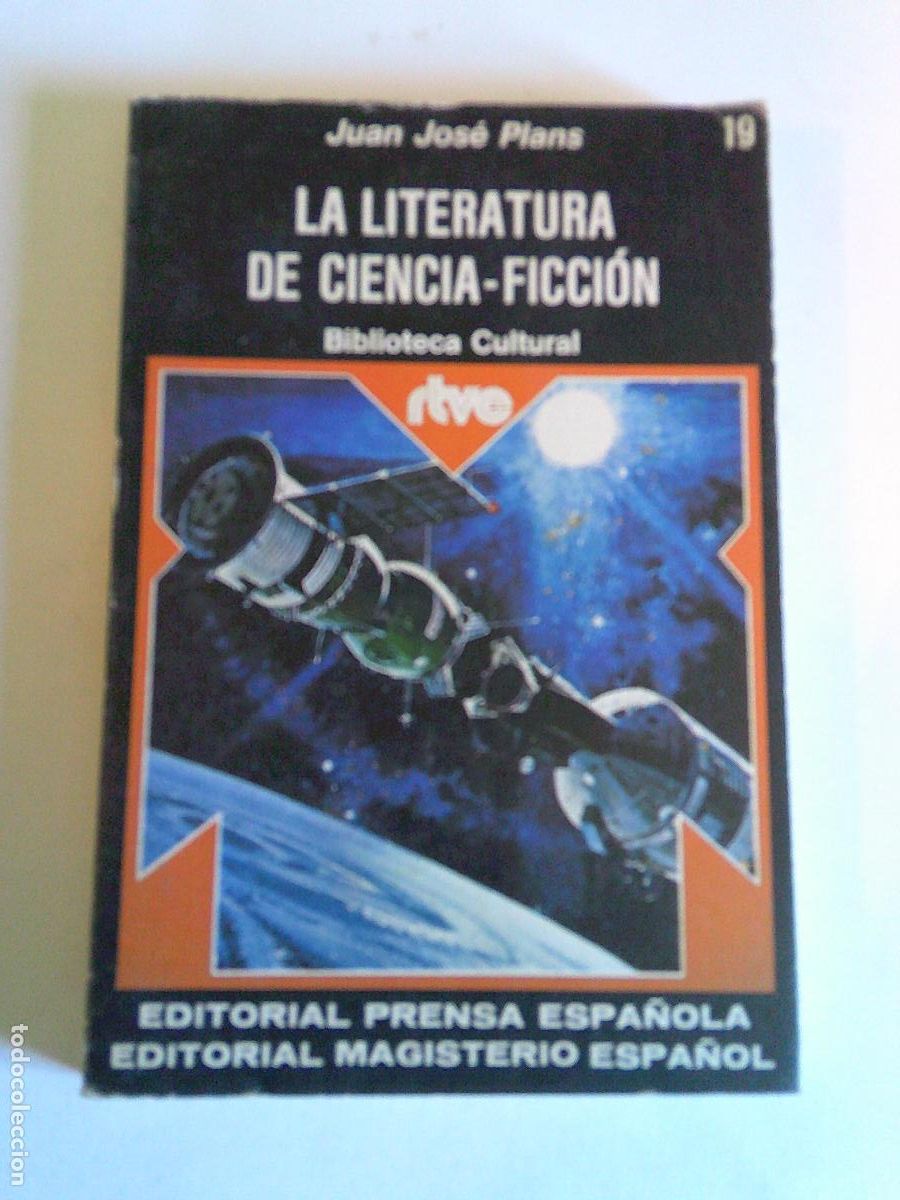 Juan José Plans
19
LA LITERATURA
DE CIENCIA-FICCIÓN
Biblioteca Cultural
rtve
EDITORIAL PRENSA ESPAÑOLA
EDITORIAL MAGISTERIO ESPAÑOL
todocoleccion